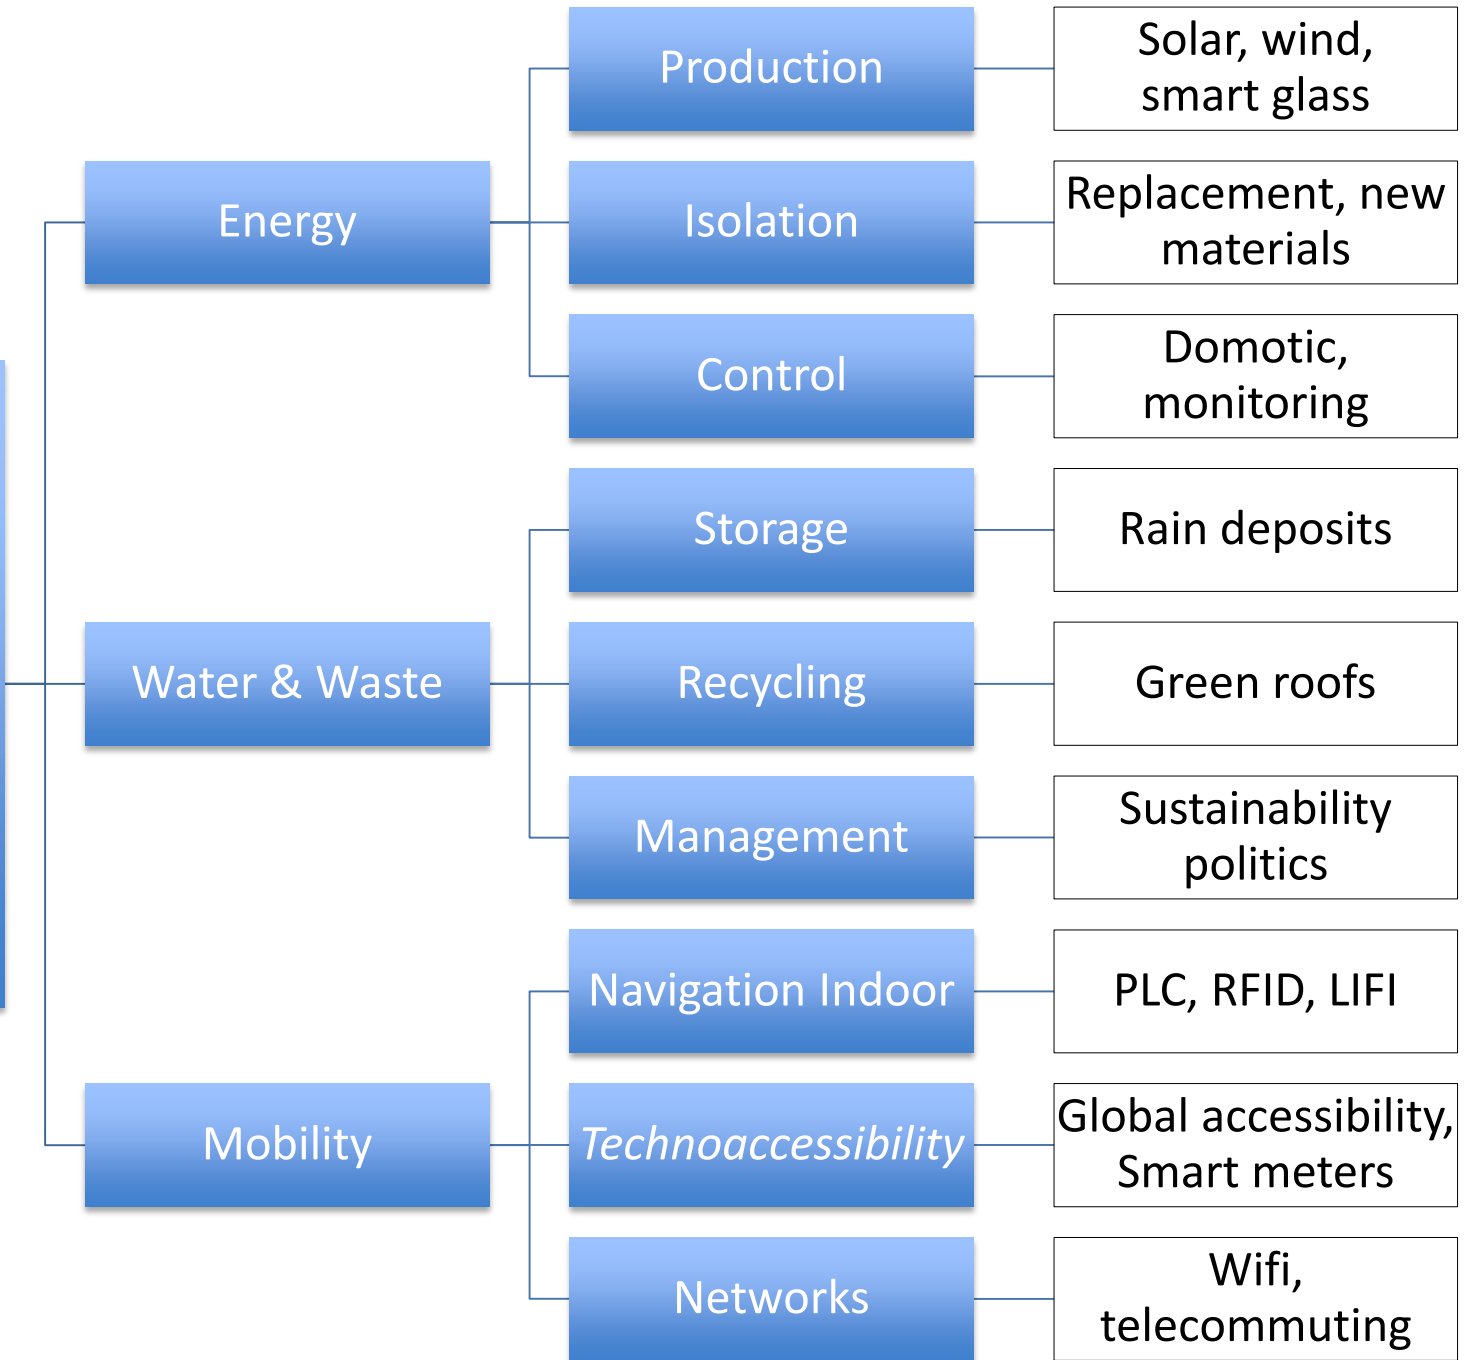 Production
Solar, wind,
smart glass
Energy
Isolation
Replacement, new
materials
Control
Domotic,
monitoring
Storage
Rain deposits
Water & Waste
Recycling
Green roofs
Management
Sustainability
politics
Navigation Indoor
PLC, RFID, LIFI
Mobility
Technoaccessibility
Global accessibility,
Smart meters
Networks
Wifi,
telecommuting